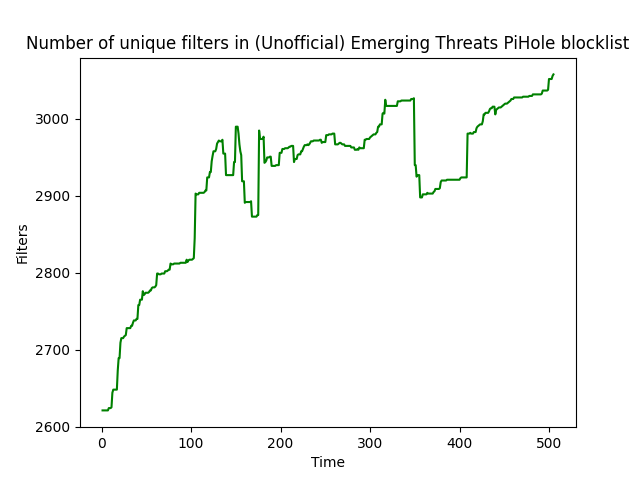 Number of unique filters in (Unofficial) Emerging Threats PiHole blocklist
3000
2900
2800
2700
2600
Filters
0 100 200 300 400 500
Time